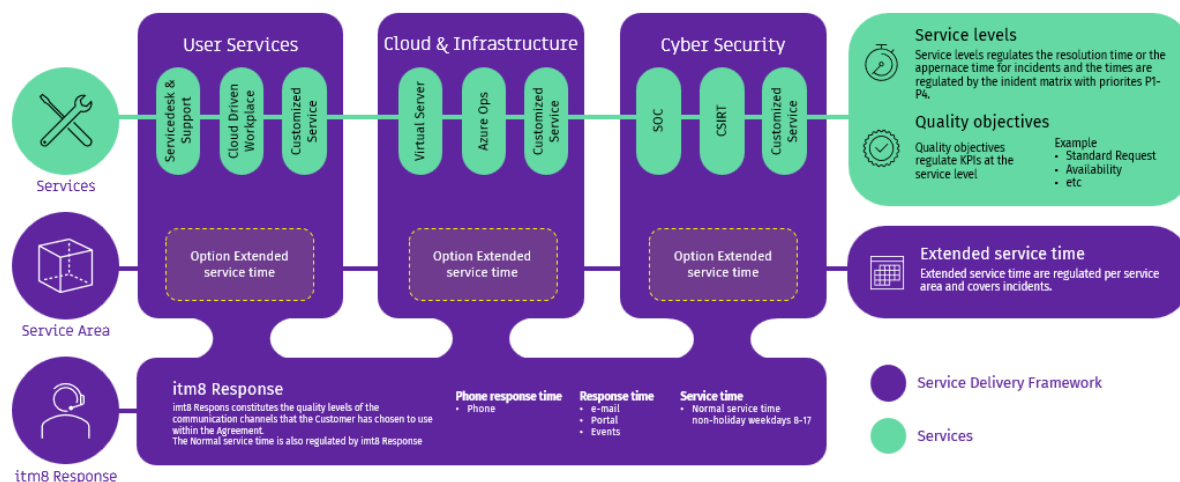 User Services
Servicedesk &
Support
Cloud Driven
Workplace
Customized
Service
Cloud & Infrastructure
Virtual Server
Azure Ops
Customized
Service
Cyber Security
SOC
CSIRT
Customized
Service
Service levels
Service levels regulates the resolution time or the
appernace time for incidents and the times are
regulated by the inident matrix with priorites P1-
P4.
Quality objectives
Quality objectives
regulate KPIs at the
service level
Example
• Standard Request
• Availability
• etc
Services
Option Extended
service time
Option Extended
service time
Option Extended
service time
Extended service time
Extended service time are regulated per service
area and covers incidents.
Service Area
itm8 Response
imt8 Respons constitutes the quality levels of the
communication channels that the Customer has chosen to use
within the Agreement.
The Normal service time is also regulated by imt8 Response
Phone response time
• Phone
Response time
• e-mail
• Portal
• Events
Service time
• Normal service time
non-holiday weekdays 8-17
itm8 Response
Service Delivery Framework
Services